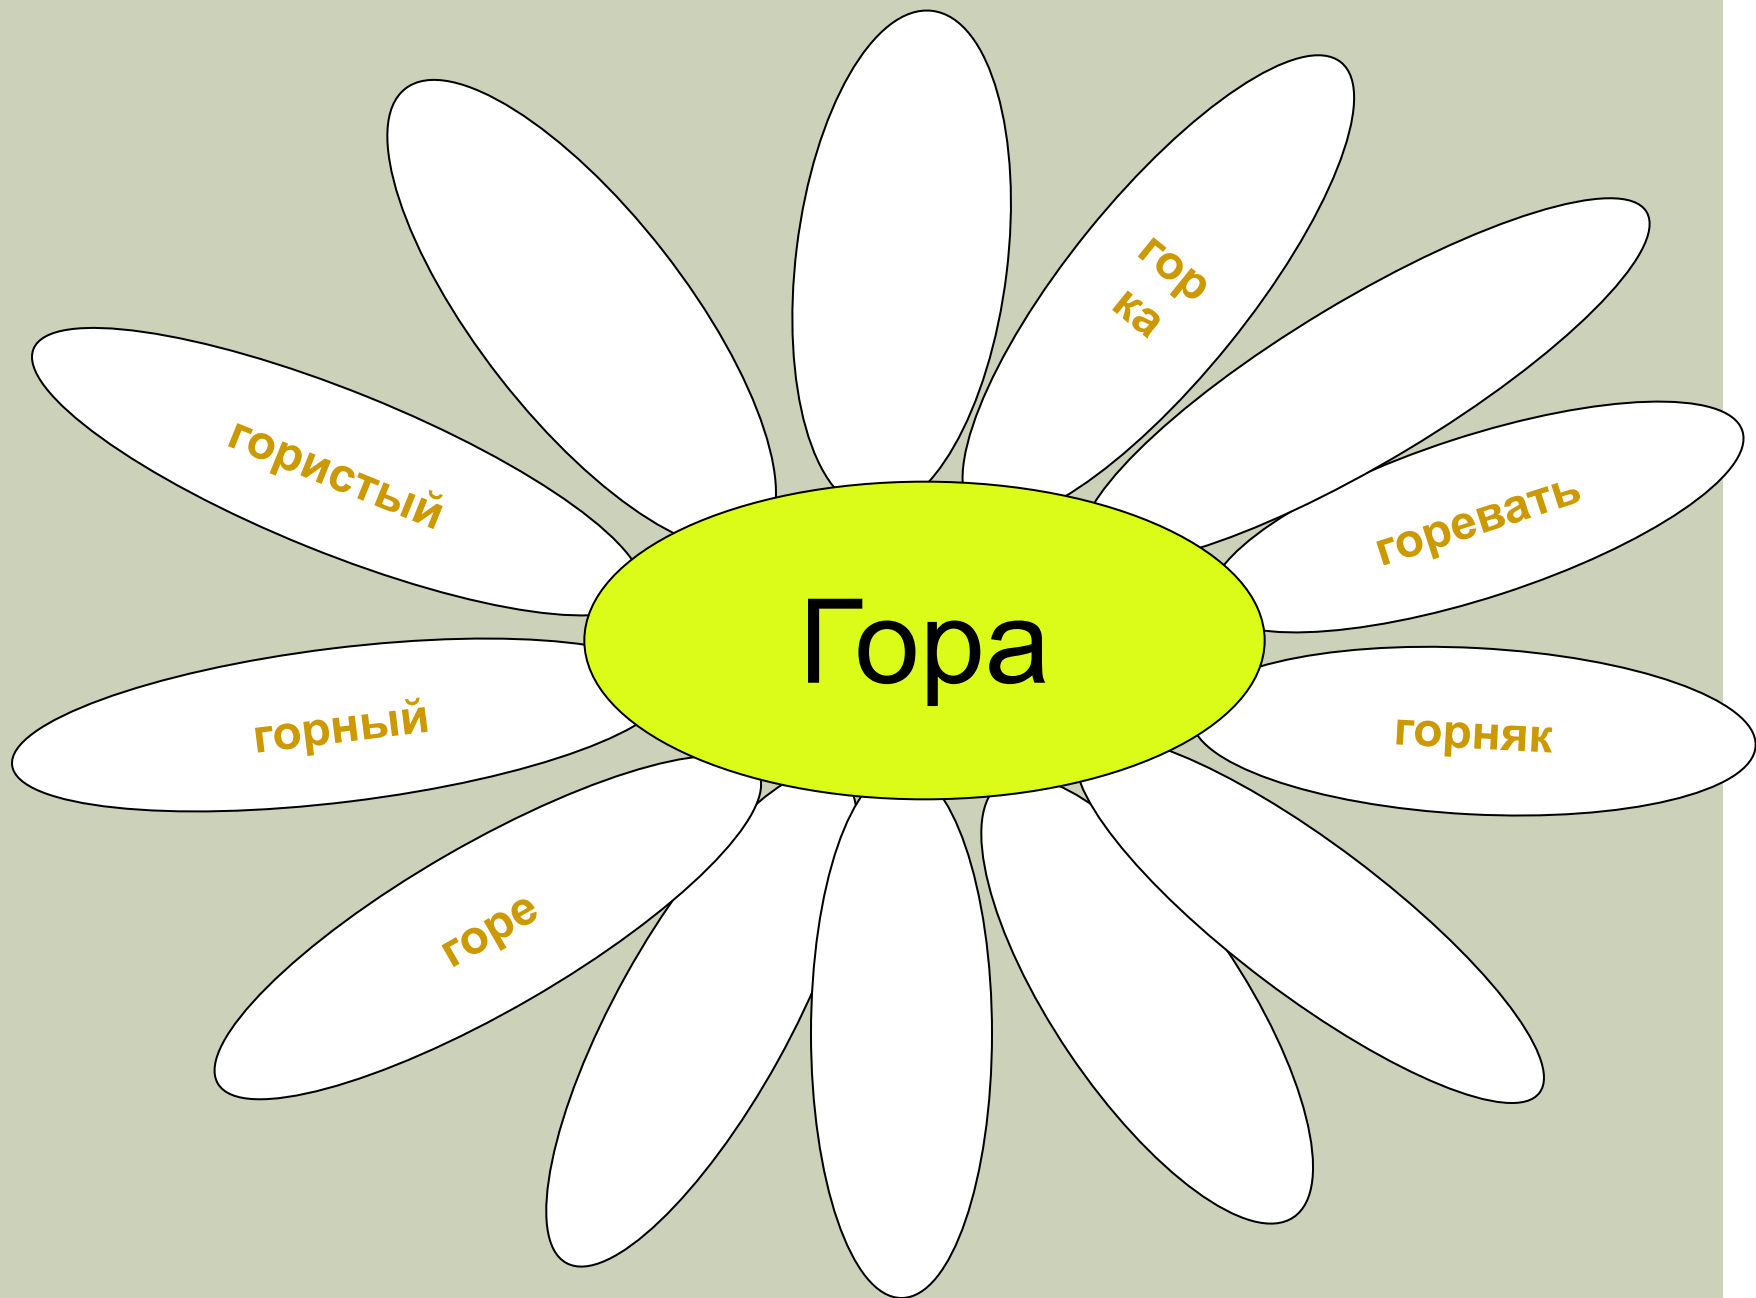 гор
ка
гористый
горевать
Гора
горный
горняк
горе